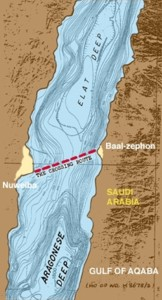 ELAT DEEP
Baal-zephon
THE CROSSING ROUTE
Nuweiba
SAUDI
ARABIA
ARAGONESE
DEEP
GULF OF AQABA